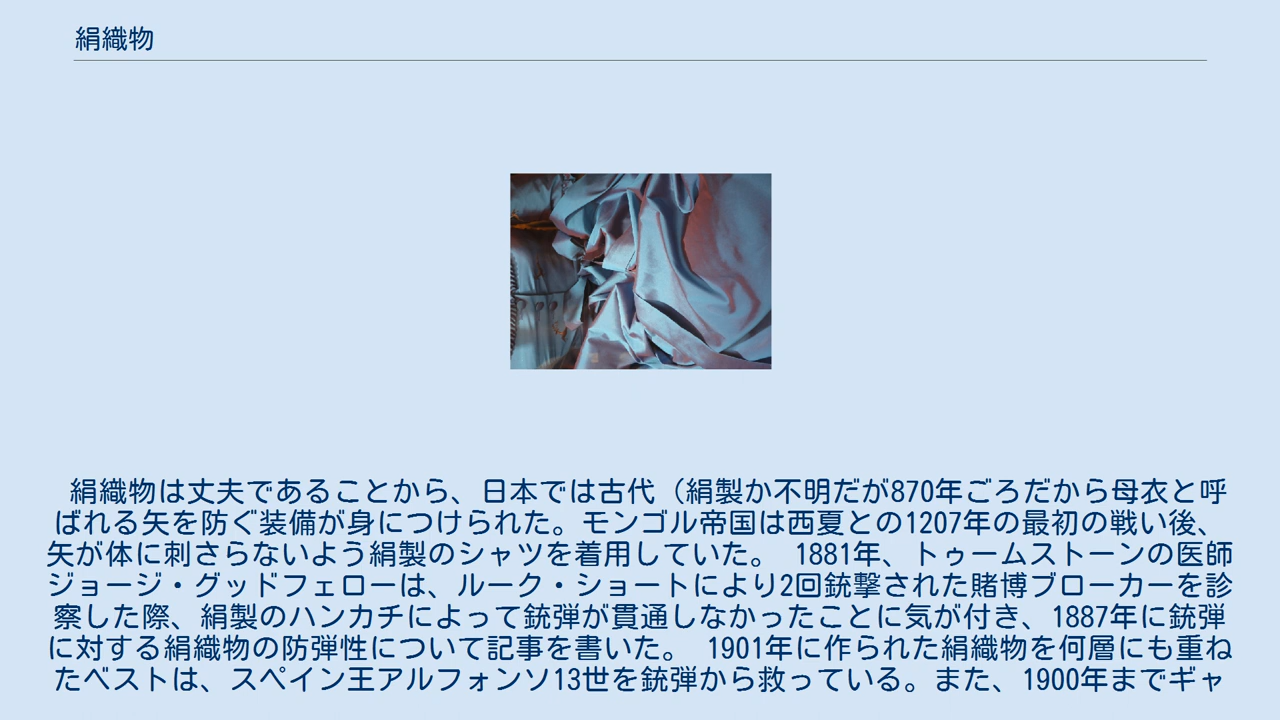 絹織物
絹織物は丈夫であることから、日本では古代（絹製か不明だが870年ごろだから母衣と呼
ばれる矢を防ぐ装備が身につけられた。モンゴル帝国は西夏との1207年の最初の戦い後、
矢が体に刺さらないよう絹製のシャツを着用していた。 1881年、トゥームストーンの医師
ジョージ・グッドフェローは、ルーク・ショートにより2回銃撃された賭博ブローカーを診
察した際、絹製のハンカチによって銃弾が貫通しなかったことに気が付き、1887年に銃弾
に対する絹織物の防弾性について記事を書いた。 1901年に作られた絹織物を何層にも重ね
たベストは、スペイン王アルフォンソ13世を銃弾から救っている。また、1900年までギャ